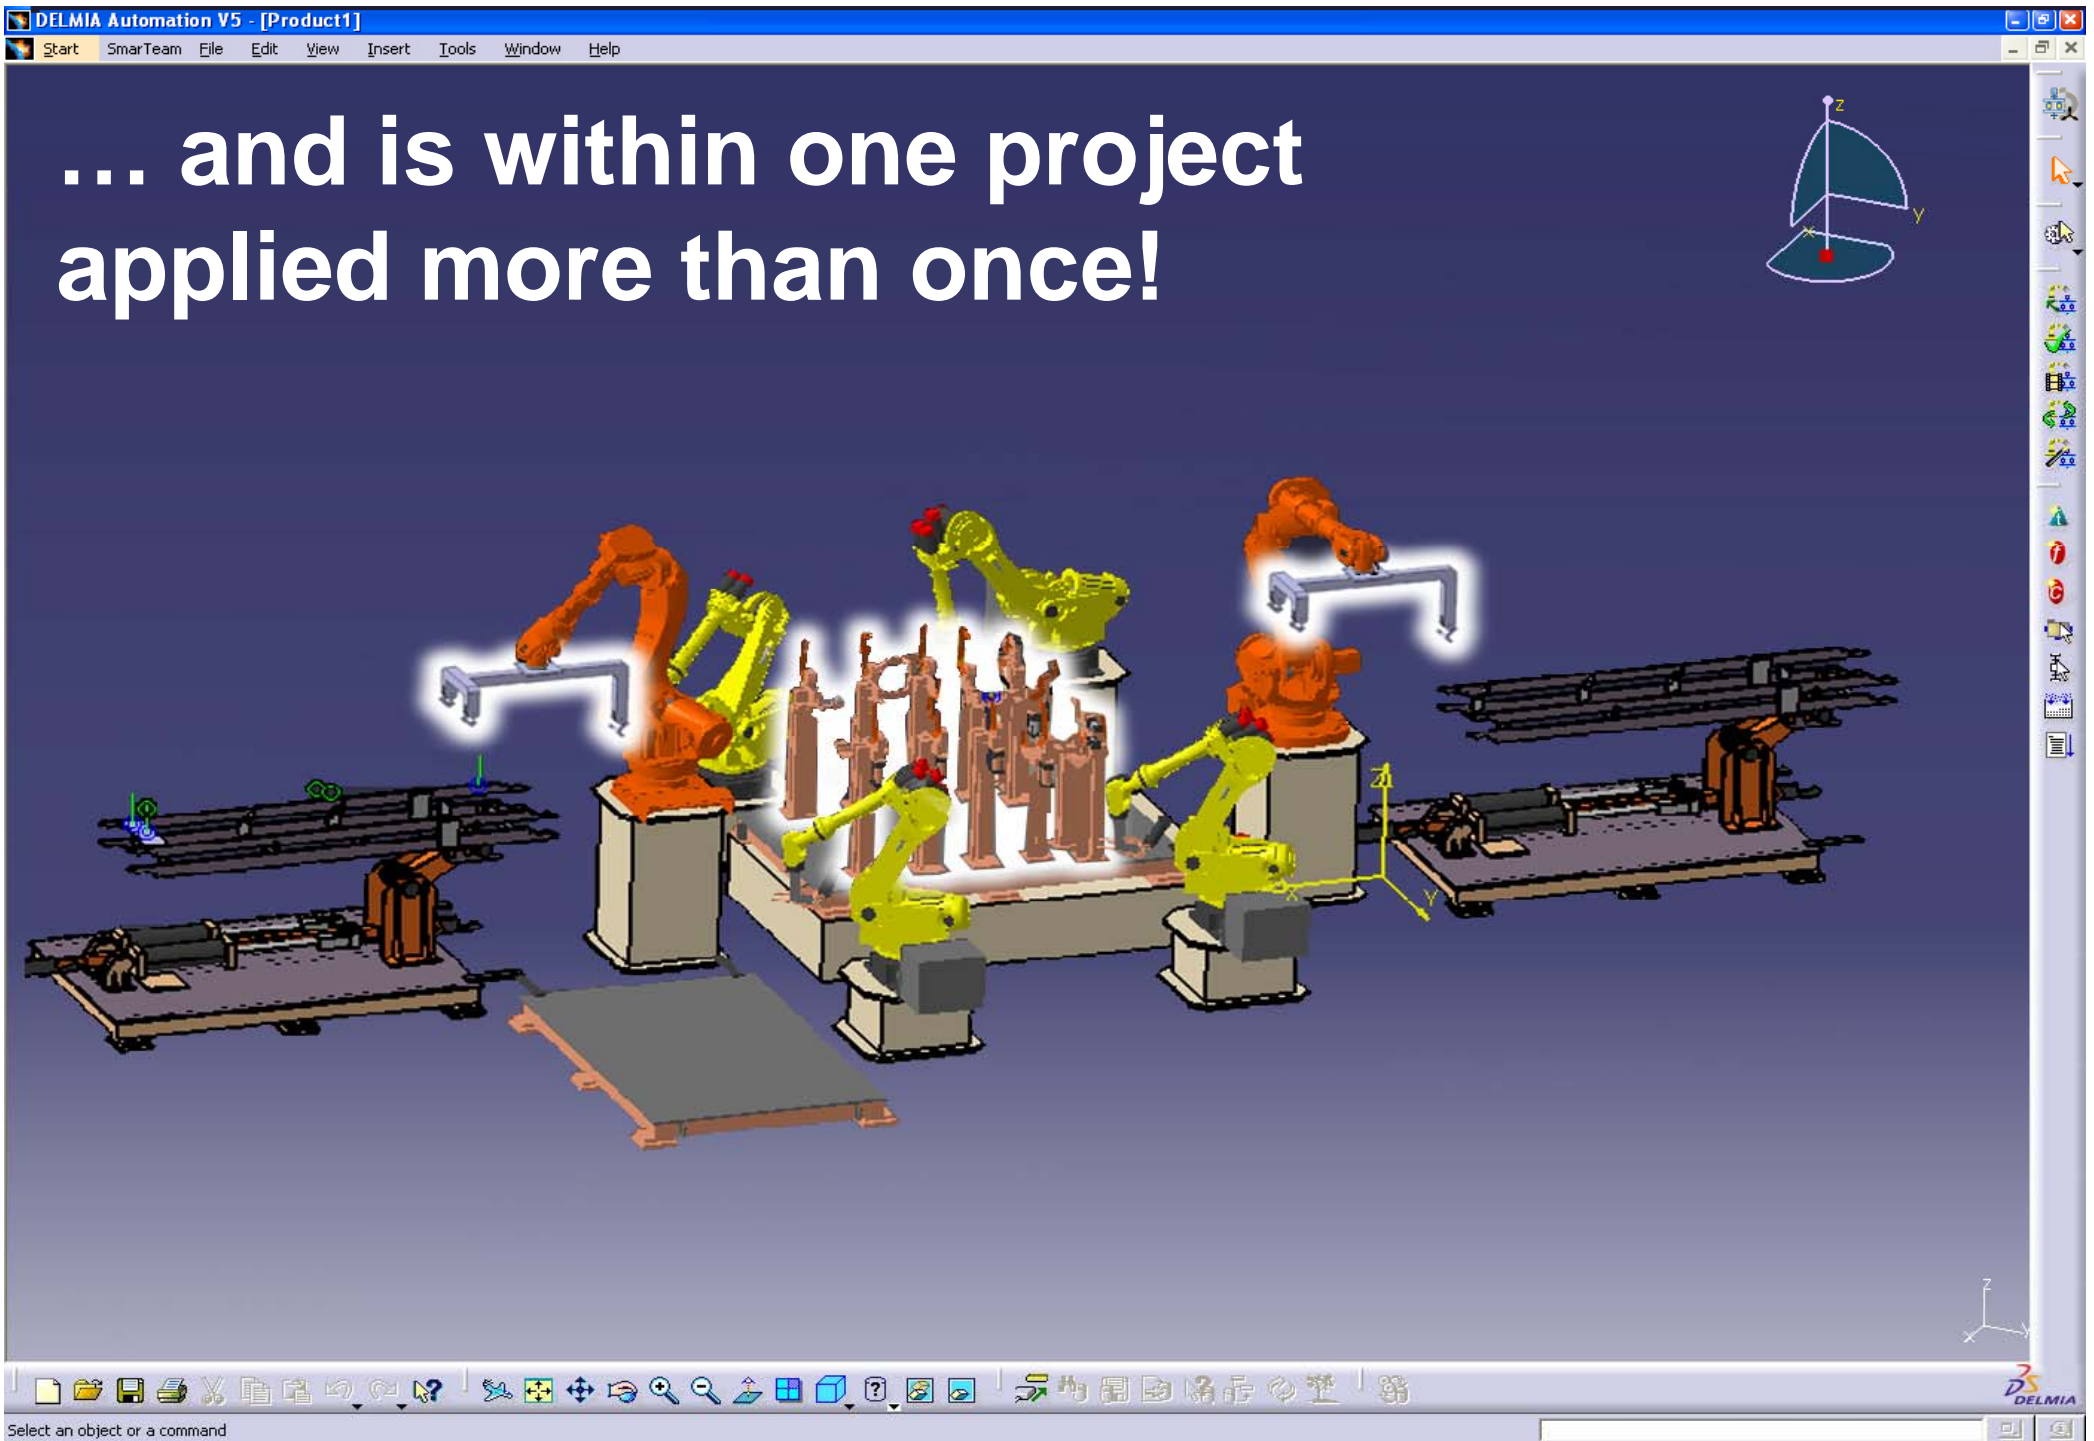 DELMIA Automation V5 - [Product1]
Start SmarTeam File Edit View Insert Tools Window Help
… and is within one project
applied more than once!
z
y
x
Z
X
Y
z
x
y
DELMIA
Select an object or a command